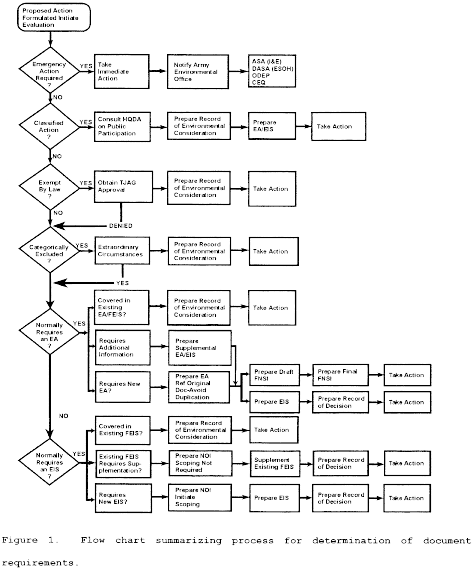 Proposed Action
Formulated Initiate
Evaluation
Emergency
Action
Required
?
YES
Take
Immediate
Action
Notify Army
Environmental
Office
ASA (I&E)
DASA (ESOH)
ODEP
CEQ
NO
Classified
Action
?
YES
Consult HQDA
on Public
Participation
Prepare Record
of Environmental
Consideration
Prepare
EA/EIS
Take Action
NO
Exempt
By Law
?
YES
Obtain TJAG
Approval
Prepare Record
of Environmental
Consideration
Take Action
NO
DENIED
Categorically
Excluded
?
YES
Extraordinary
Circumstances
Prepare Record
of Environmental
Consideration
Take Action
YES
Normally
Requires
an EA
?
YES
Covered in
Existing
EA/FEIS?
Prepare Record
of Environmental
Consideration
Take Action
Requires
Additional
Information
Prepare
Supplemental
EA/EIS
Requires New
EA?
Prepare EA
Ref Original
Doc-Avoid
Duplication
Prepare Draft
FNSI
Prepare Final
FNSI
Take Action
Prepare EIS
Prepare Record
of Decision
Take Action
NO
Normally
Requires
an EIS
?
YES
Covered in
Existing FEIS?
Prepare Record
of Environmental
Consideration
Take Action
Existing FEIS
Requires Sup-
plementation?
Prepare NOI
Scoping Not
Required
Supplement
Existing FEIS
Prepare Record
of Decision
Take Action
Requires
New EIS?
Prepare NOI
Initiate
Scoping
Prepare EIS
Prepare Record
of Decision
Take Action
Figure 1. Flow chart summarizing process for determination of document
requirements.